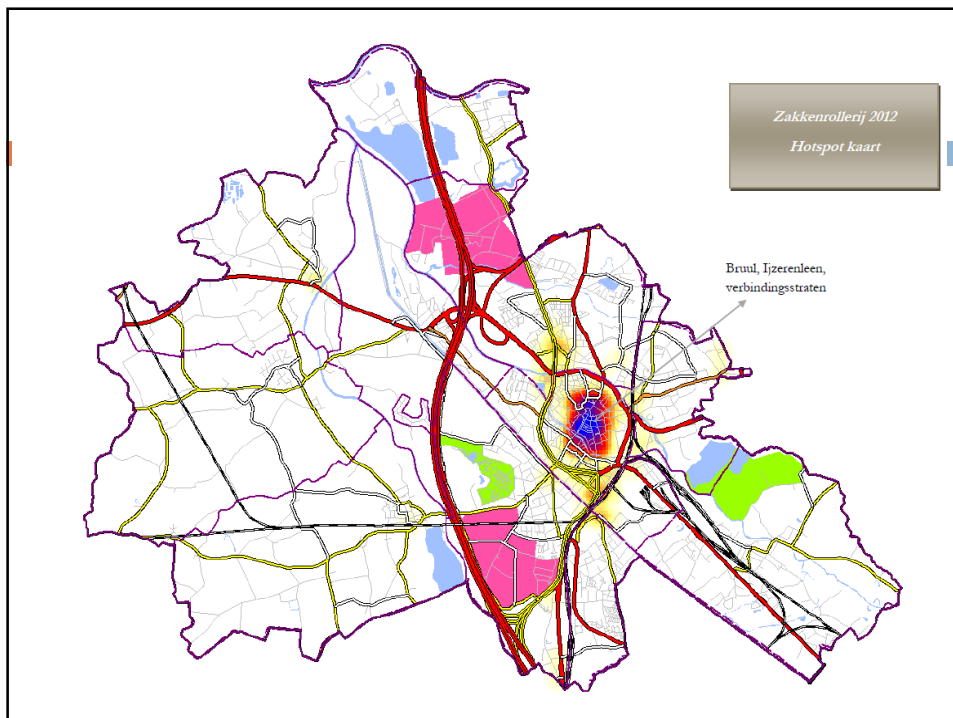 Zakkenrollerij 2012
Hotspot kaart
Bruul, Ijzerenleen,
verbindingsstraten